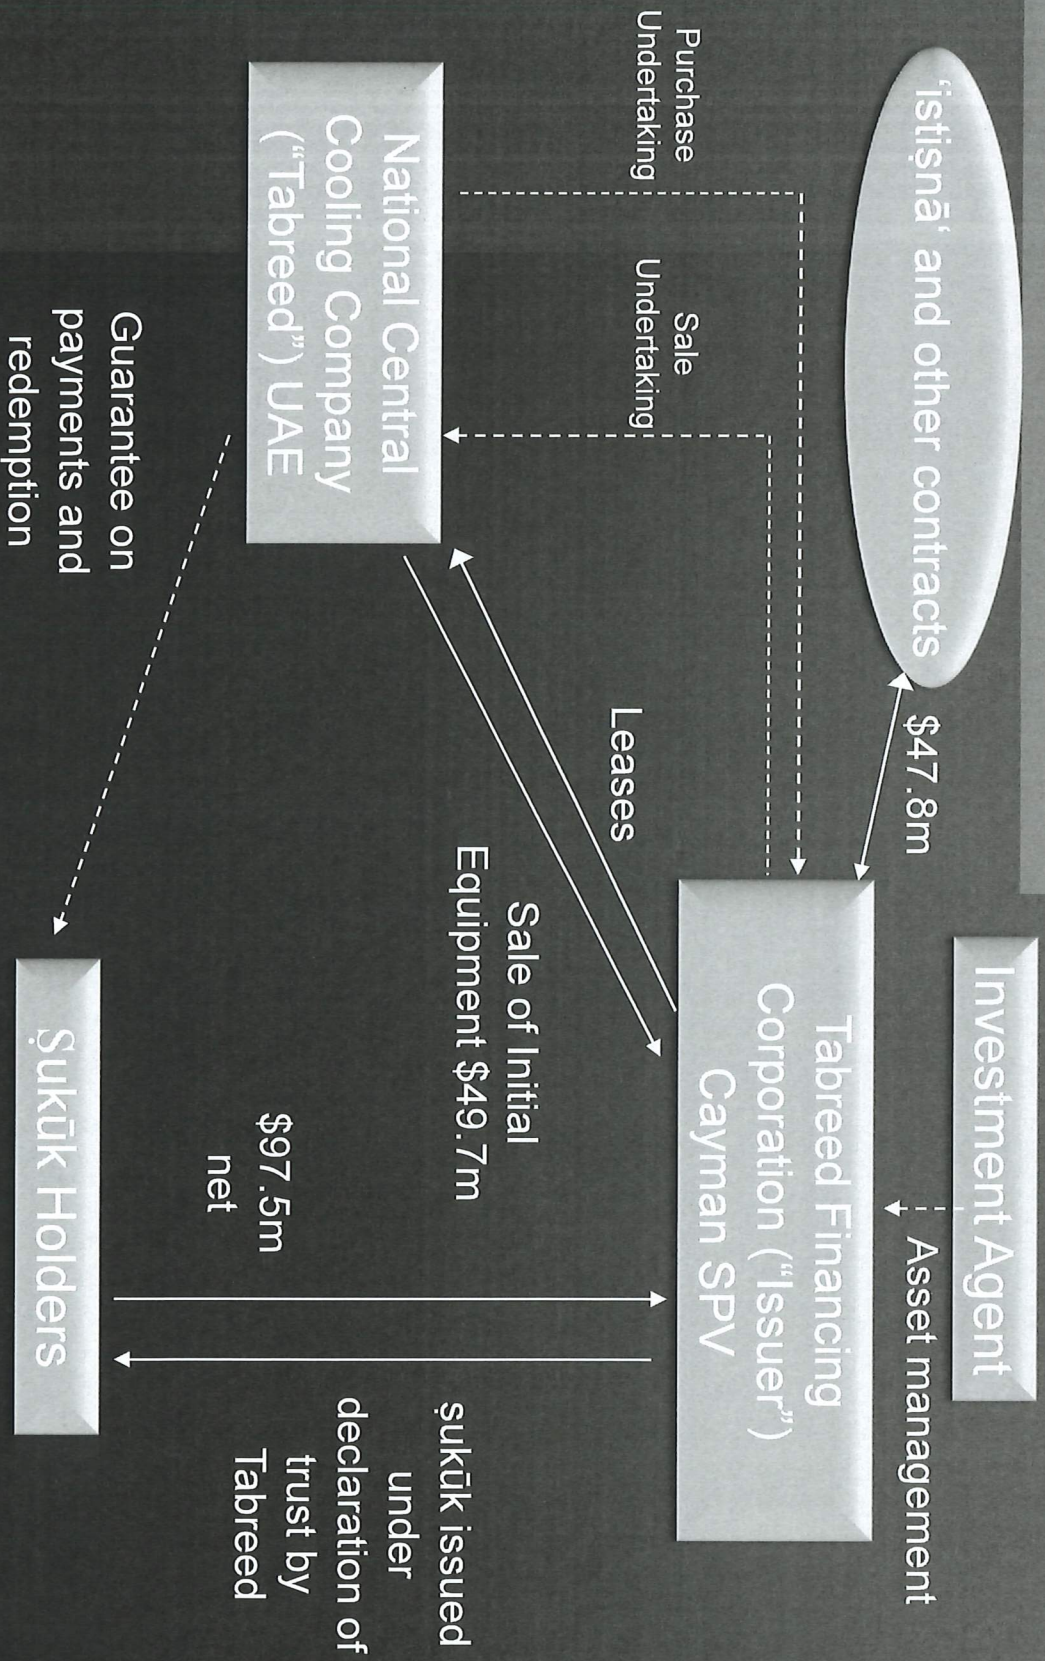 ‘istiṣnā‘ and other contracts
$47.8m
Investment Agent
Asset management
Purchase
Undertaking
Sale
Undertaking
Tabreed Financing
Corporation (“Issuer”)
Cayman SPV
National Central
Cooling Company
(“Tabreed”) UAE
Leases
Sale of Initial
Equipment $49.7m
$97.5m
net
ṣukūk issued
under
declaration of
trust by
Tabreed
Guarantee on
payments and
redemption
Ṣukūk Holders